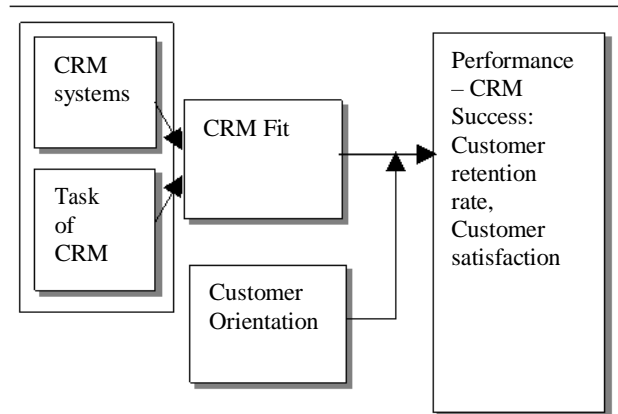 CRM
systems
Task
of
CRM
CRM Fit
Customer
Orientation
Performance
– CRM
Success:
Customer
retention
rate,
Customer
satisfaction